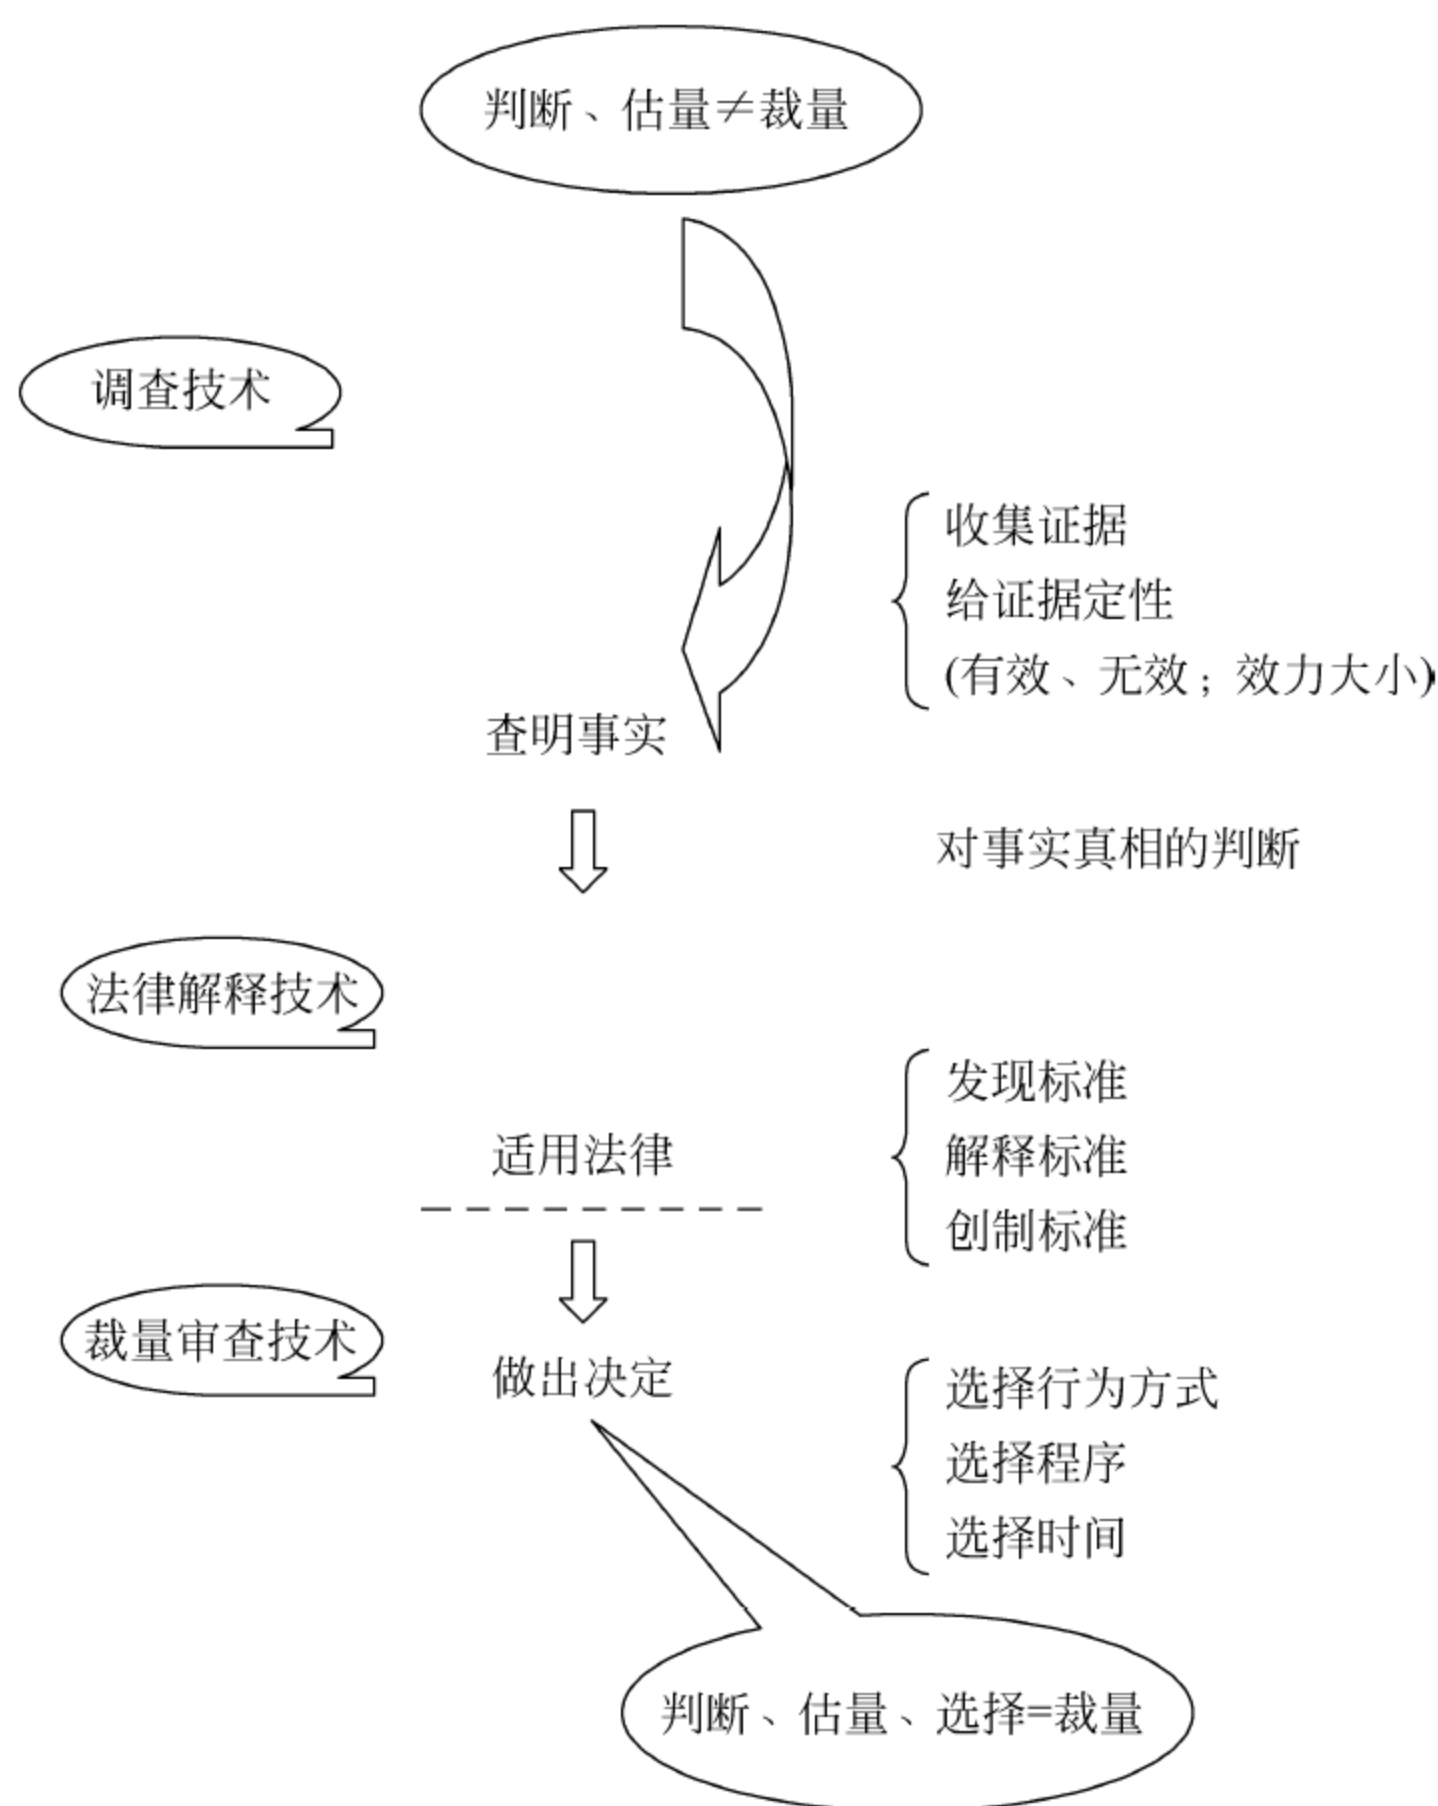 判断、估量≠裁量
调查技术
收集证据
给证据定性
(有效、无效；效力大小)
查明事实
对事实真相的判断
法律解释技术
发现标准
适用法律
解释标准
创制标准
裁量审查技术
做出决定
选择行为方式
选择程序
选择时间
判断、估量、选择=裁量